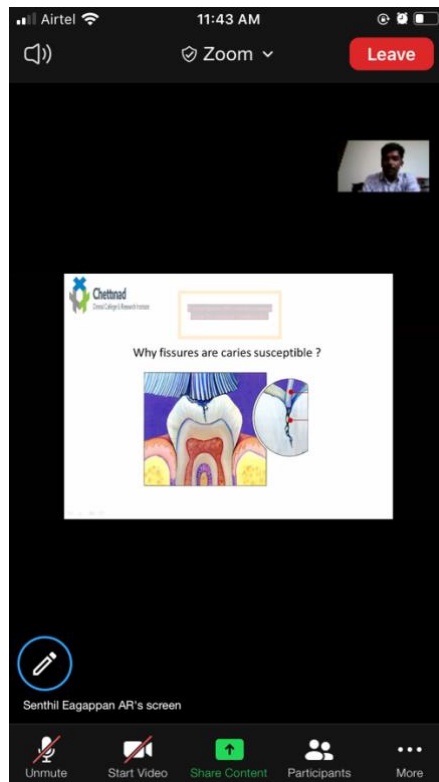 Airtel
11:43 AM
Zoom
Leave
Chettinad
Dental College & Research Institute
Why fissures are caries susceptible ?
Senthil Eagappan AR's screen
Unmute
Start Video
Share Content
Participants
More